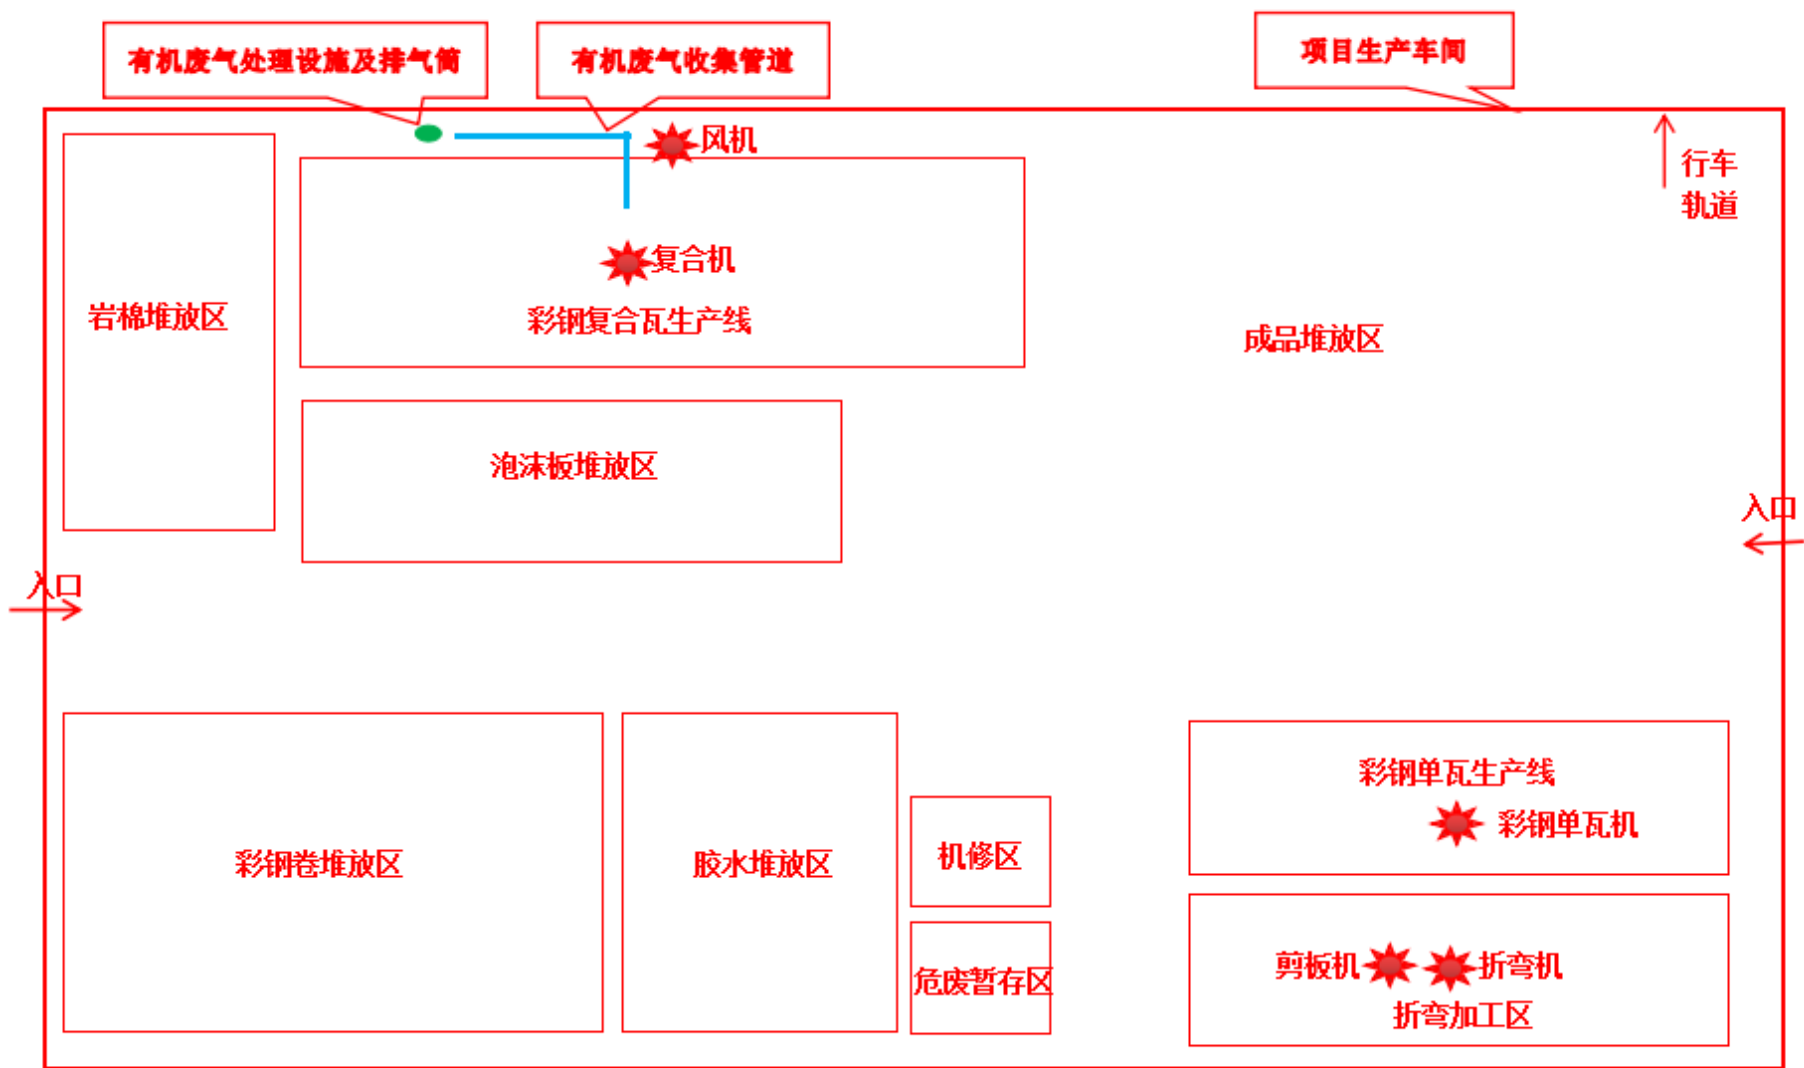 有机废气处理设施及排气筒
有机废气收集管道
项目生产车间
风机
行车
轨道
复合机
彩钢复合瓦生产线
岩棉堆放区
成品堆放区
泡沫板堆放区
入口
入口
彩钢单瓦生产线
彩钢单瓦机
彩钢卷堆放区
胶水堆放区
机修区
危废暂存区
剪板机
折弯机
折弯加工区